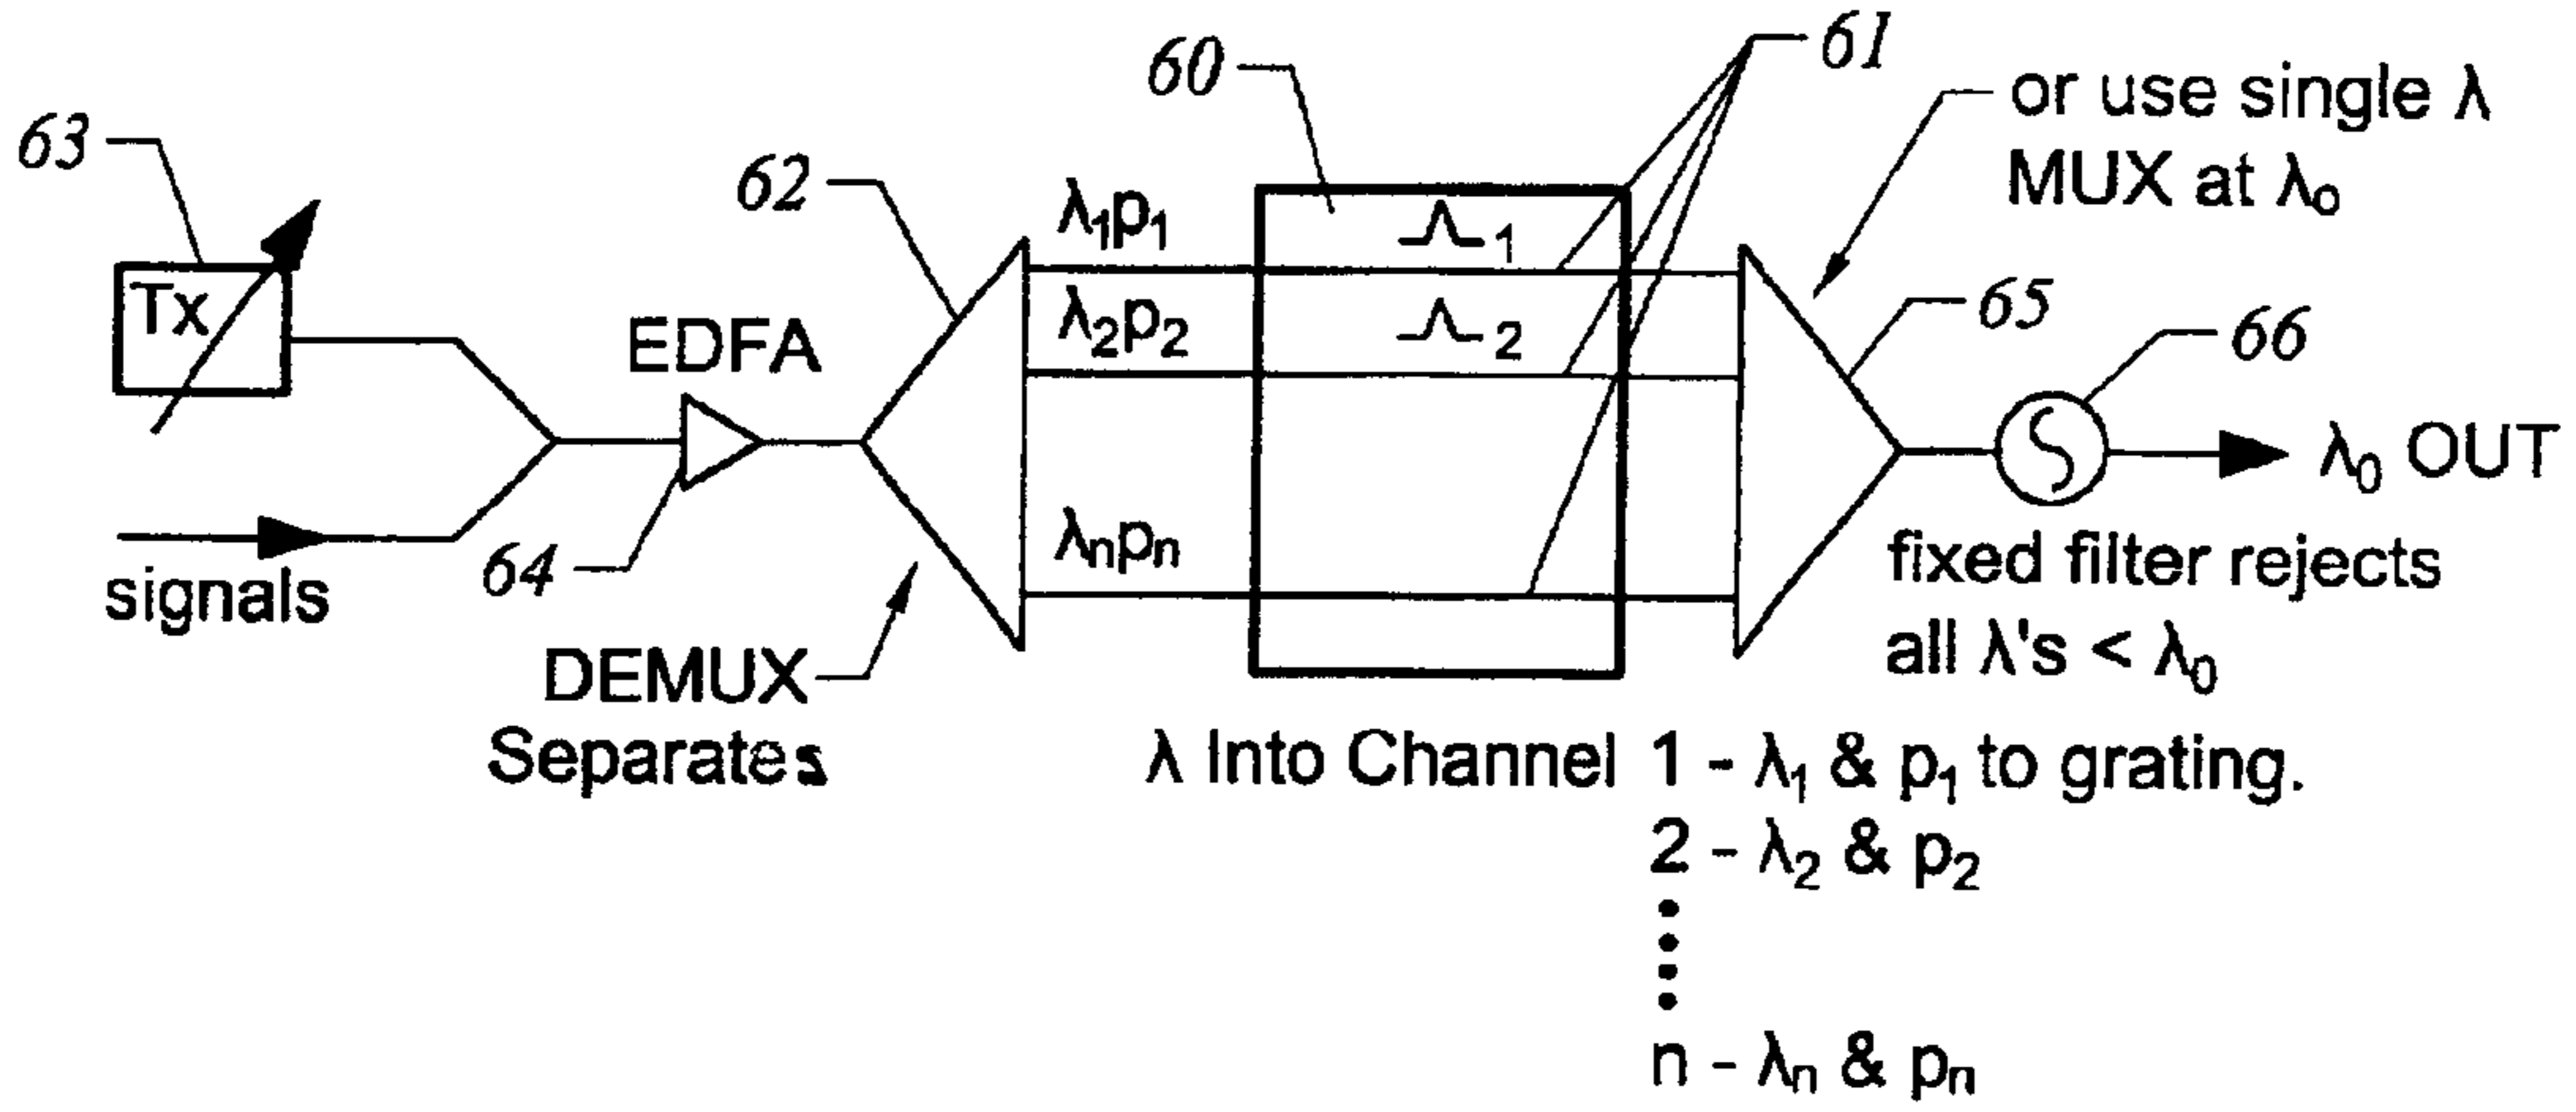 63
Tx
signals
EDFA
64
62
DEMUX
Separates
λ₁p₁
λ₂p₂
λₙpₙ
60
1
2
61
or use single λ
MUX at λ₀
65
66
λ₀ OUT
fixed filter rejects
all λ's < λ₀
λ Into Channel 1 - λ₁ & p₁ to grating.
2 - λ₂ & p₂
n - λₙ & pₙ